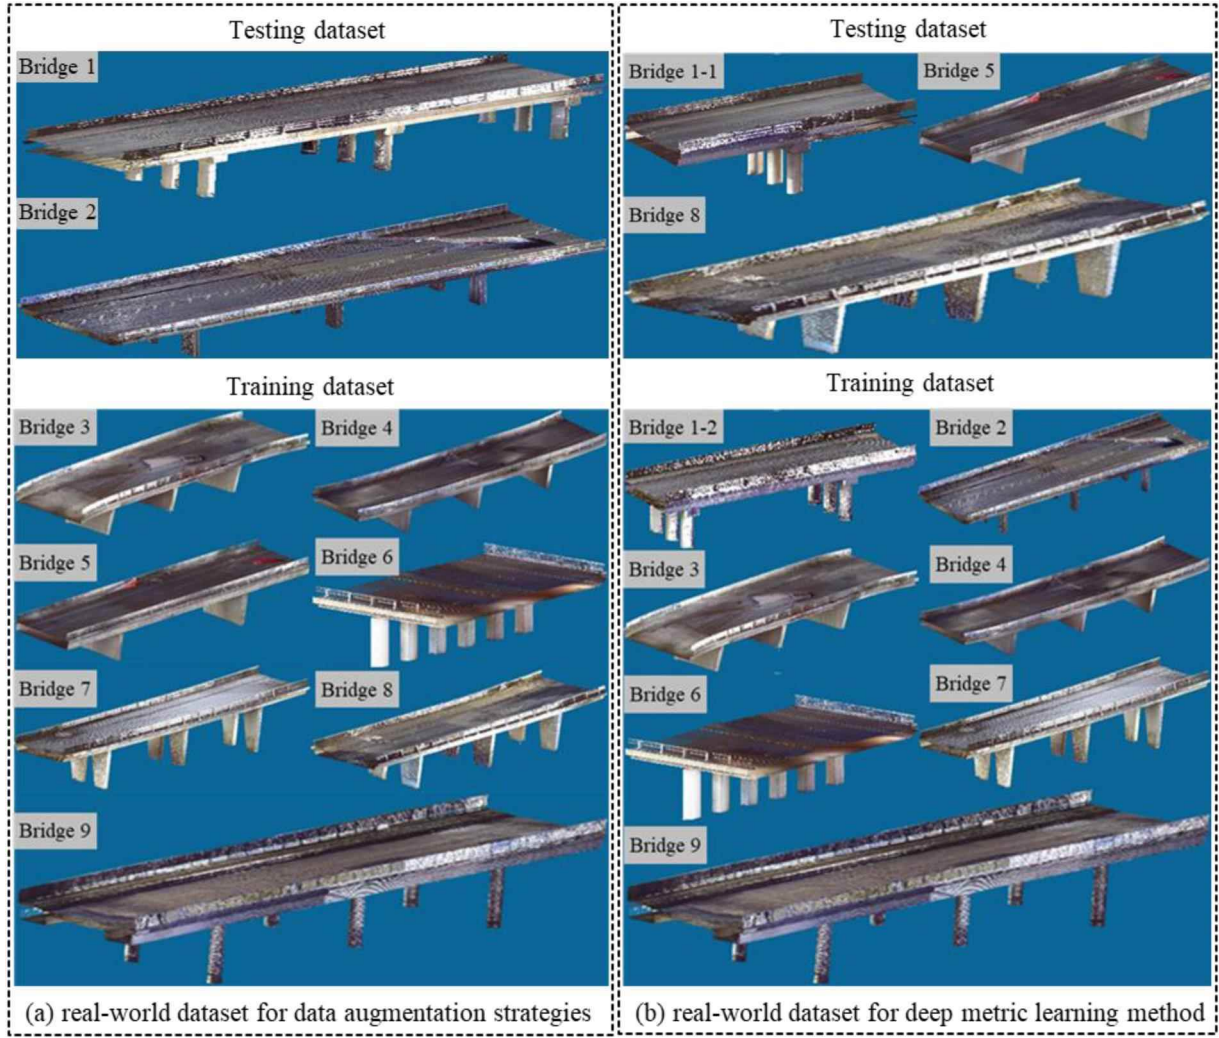 Testing dataset
Bridge 1
Bridge 2
Training dataset
Bridge 3
Bridge 4
Bridge 5
Bridge 6
Bridge 7
Bridge 8
Bridge 9
(a) real-world dataset for data augmentation strategies
Testing dataset
Bridge 1-1
Bridge 5
Bridge 8
Training dataset
Bridge 1-2
Bridge 2
Bridge 3
Bridge 4
Bridge 6
Bridge 7
Bridge 9
(b) real-world dataset for deep metric learning method